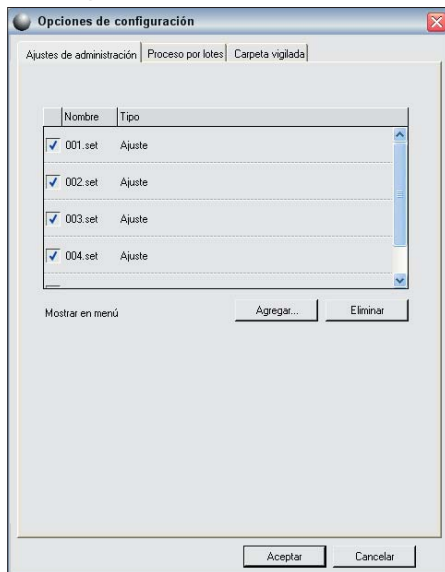 Opciones de configuración
Ajustes de administración Proceso por lotes Carpeta vigilada
Nombre Tipo
001.set Ajuste
002.set Ajuste
003.set Ajuste
004.set Ajuste
Mostrar en menú Agregar... Eliminar
Aceptar Cancelar